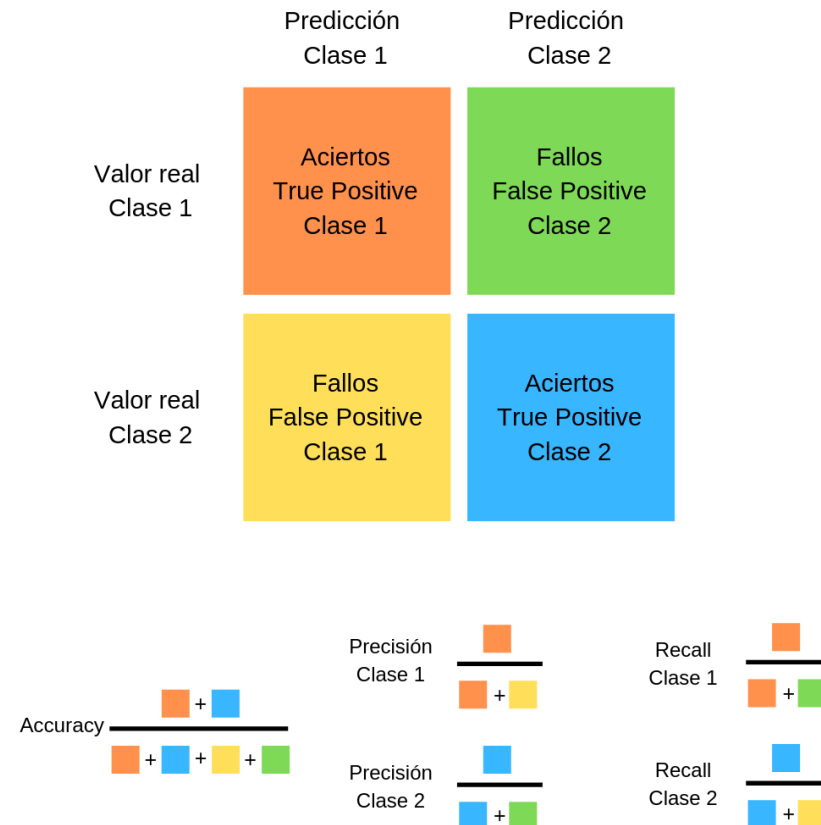 Predicción
Clase 1
Predicción
Clase 2
Valor real
Clase 1
Aciertos
True Positive
Clase 1
Fallos
False Positive
Clase 2
Valor real
Clase 2
Fallos
False Positive
Clase 1
Aciertos
True Positive
Clase 2
Accuracy
+
+ + +
Precisión
Clase 1
+
Recall
Clase 1
+
Precisión
Clase 2
+
Recall
Clase 2
+